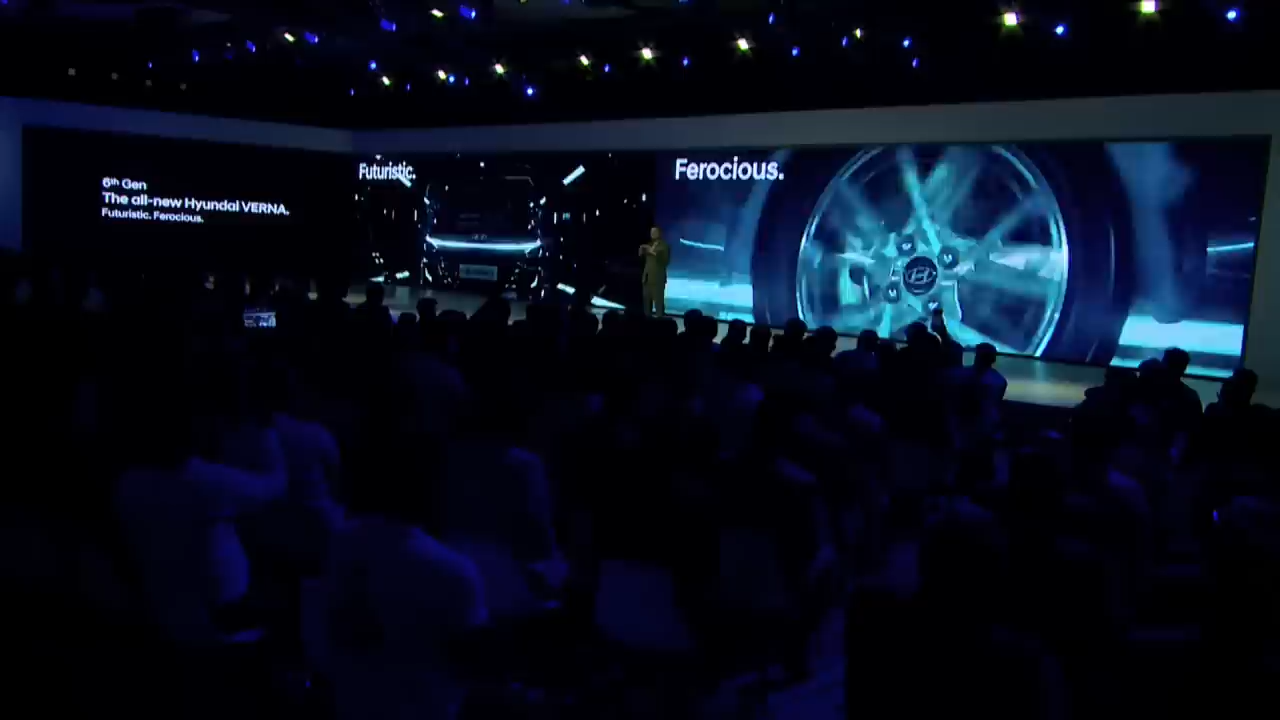 6th Gen
The all-new Hyundai VERNA.
Futuristic. Ferocious.
Futuristic.
Ferocious.